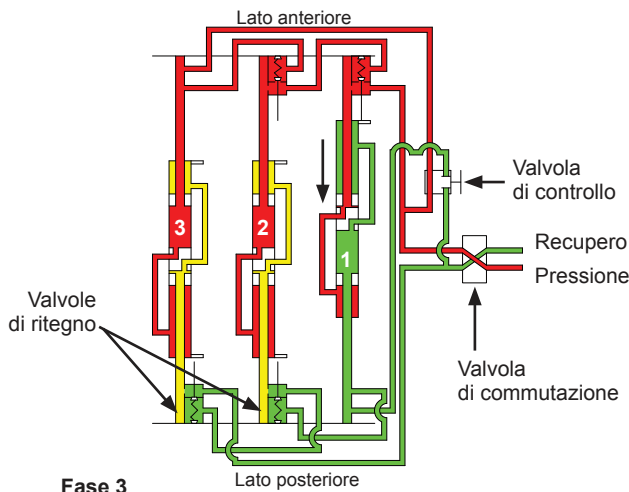 Lato anteriore
3
2
1
Valvola
di controllo
Recupero
Pressione
Valvole
di ritegno
Valvola
di commutazione
Fase 3
Lato posteriore